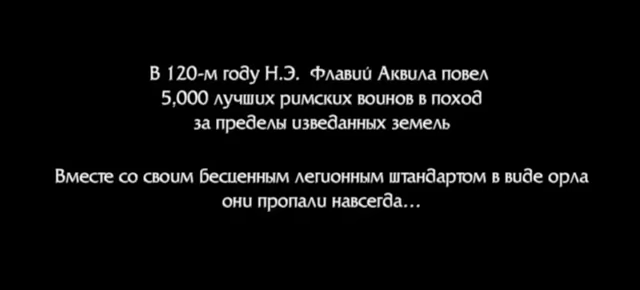 В 120-м году Н.Э. Флавий Аквила повел
5,000 лучших римских воинов в поход
за пределы изведанных земель
Вместе со своим бесценным легионным штандартом в виде орла
они пропали навсегда...